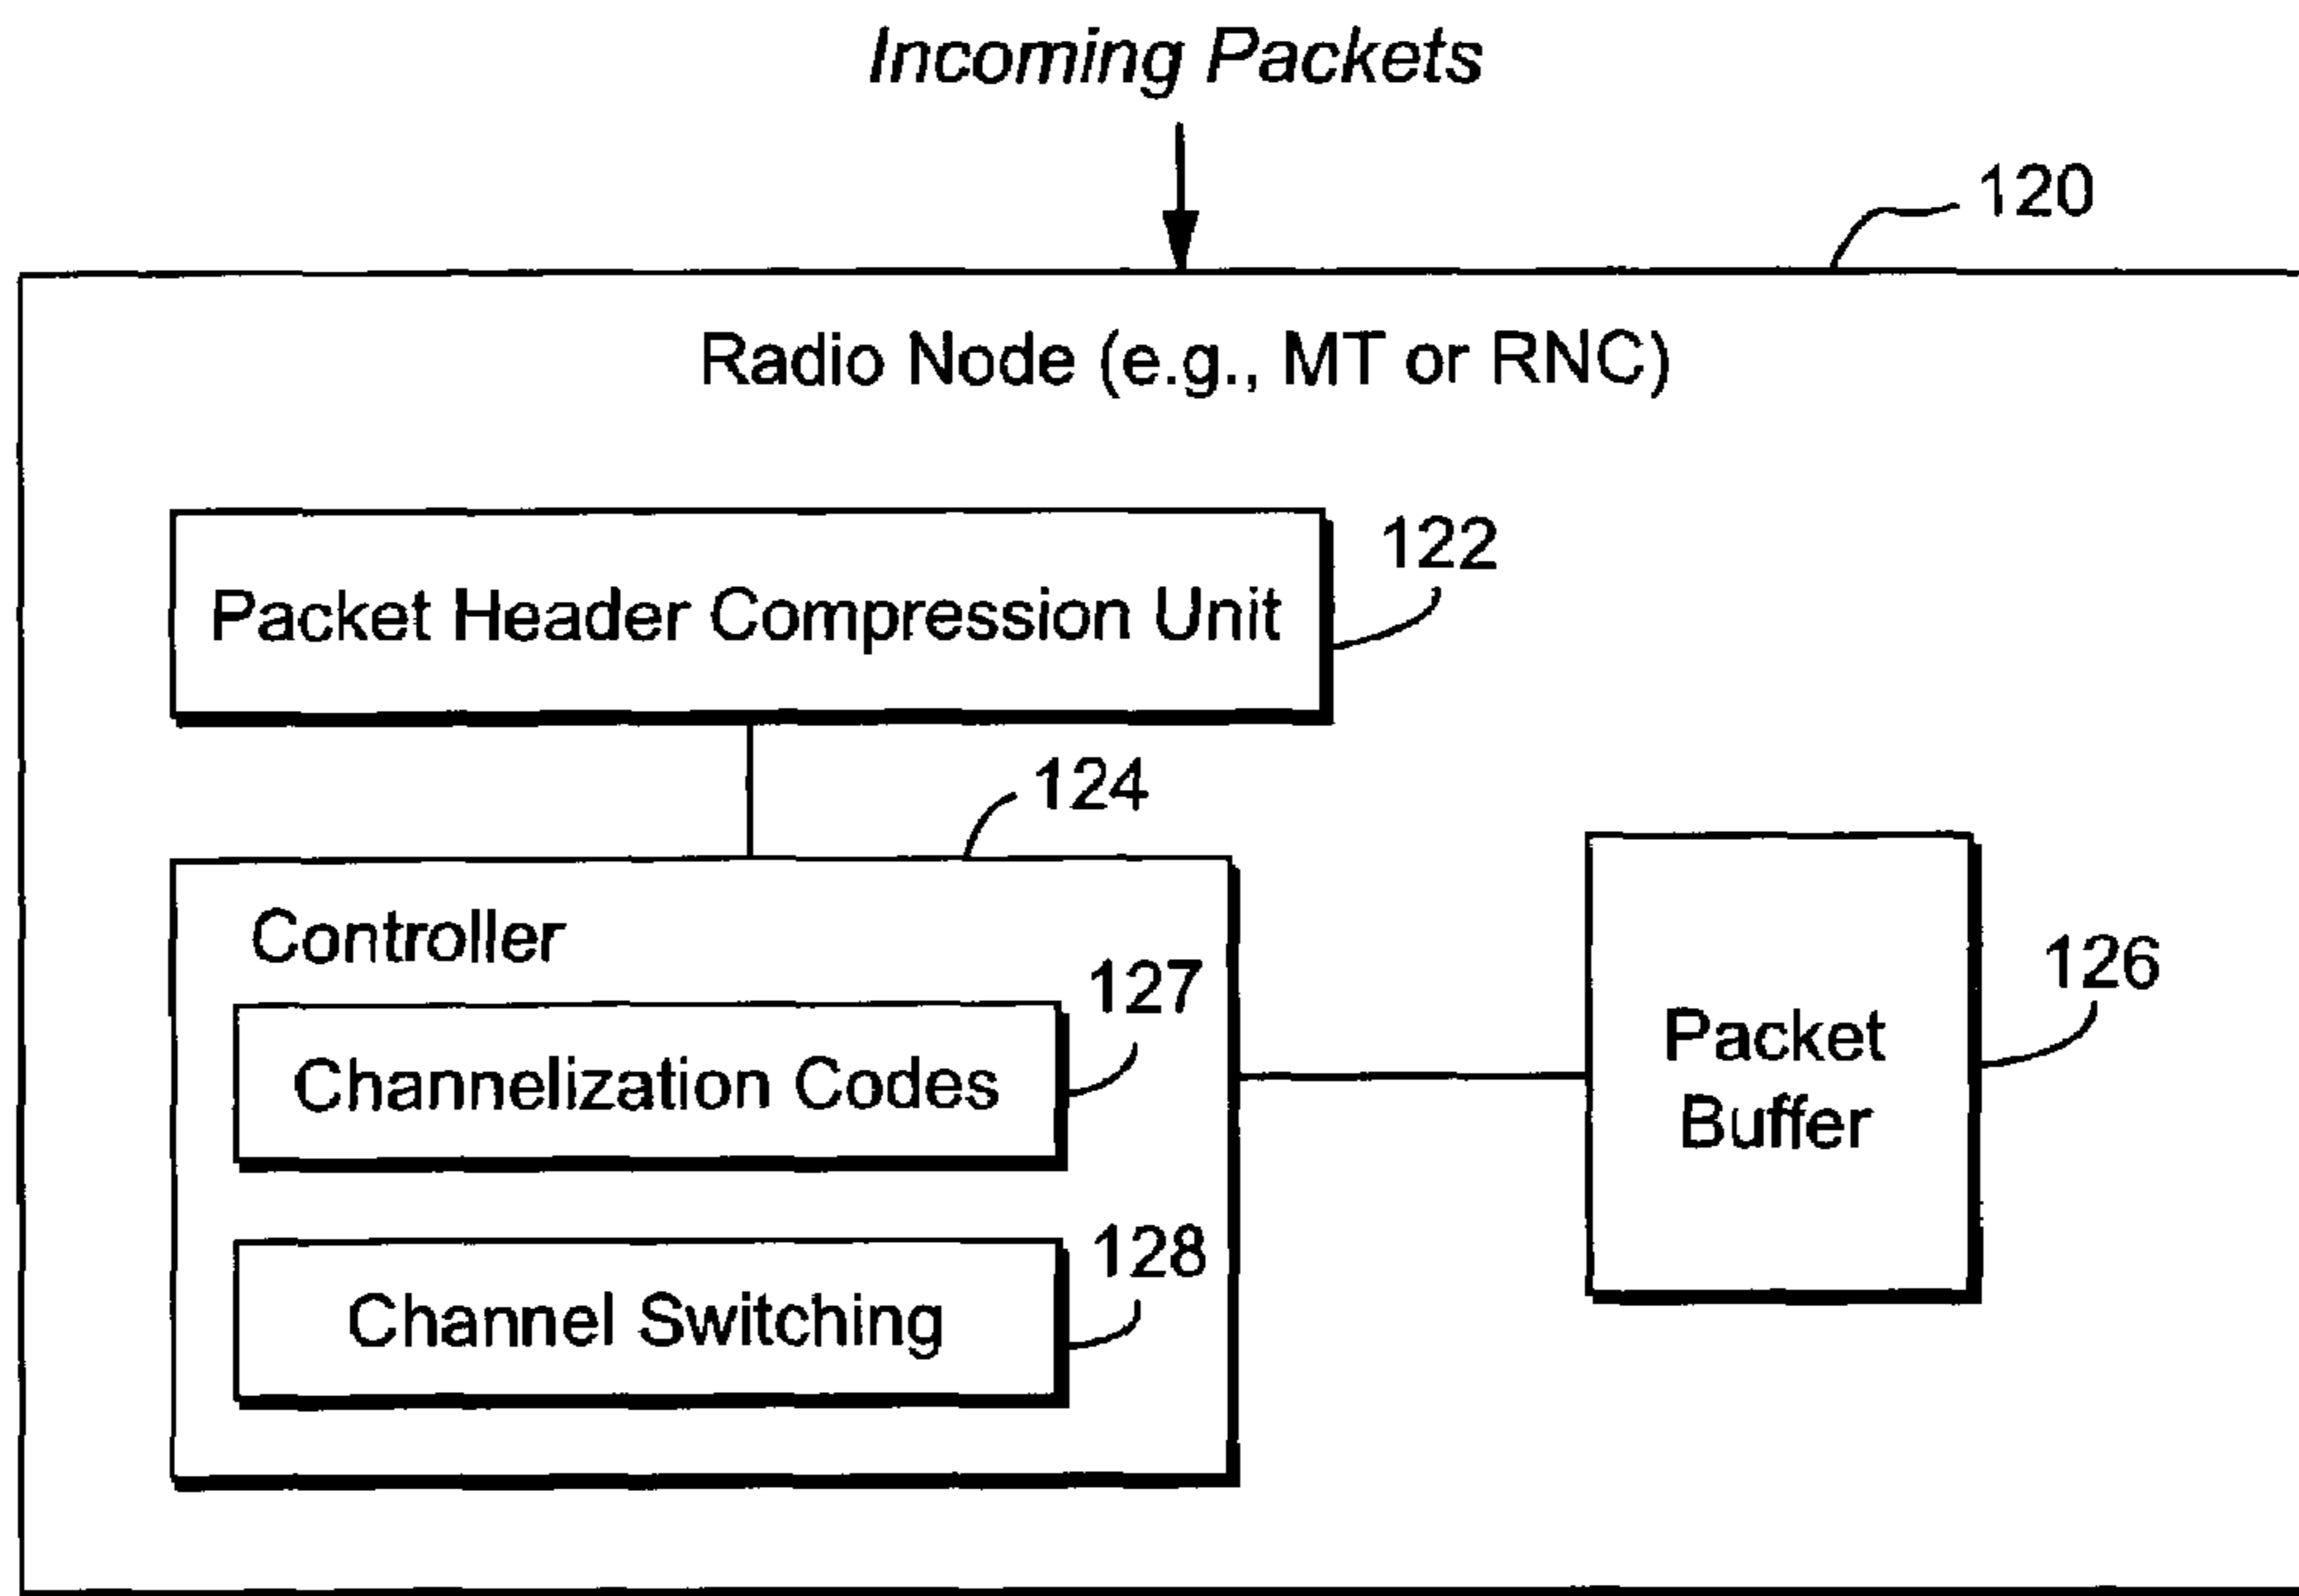 Incoming Packets
120
Radio Node (e.g., MT or RNC)
122
Packet Header Compression Unit
124
Controller
127
Channelization Codes
128
Channel Switching
126
Packet
Buffer